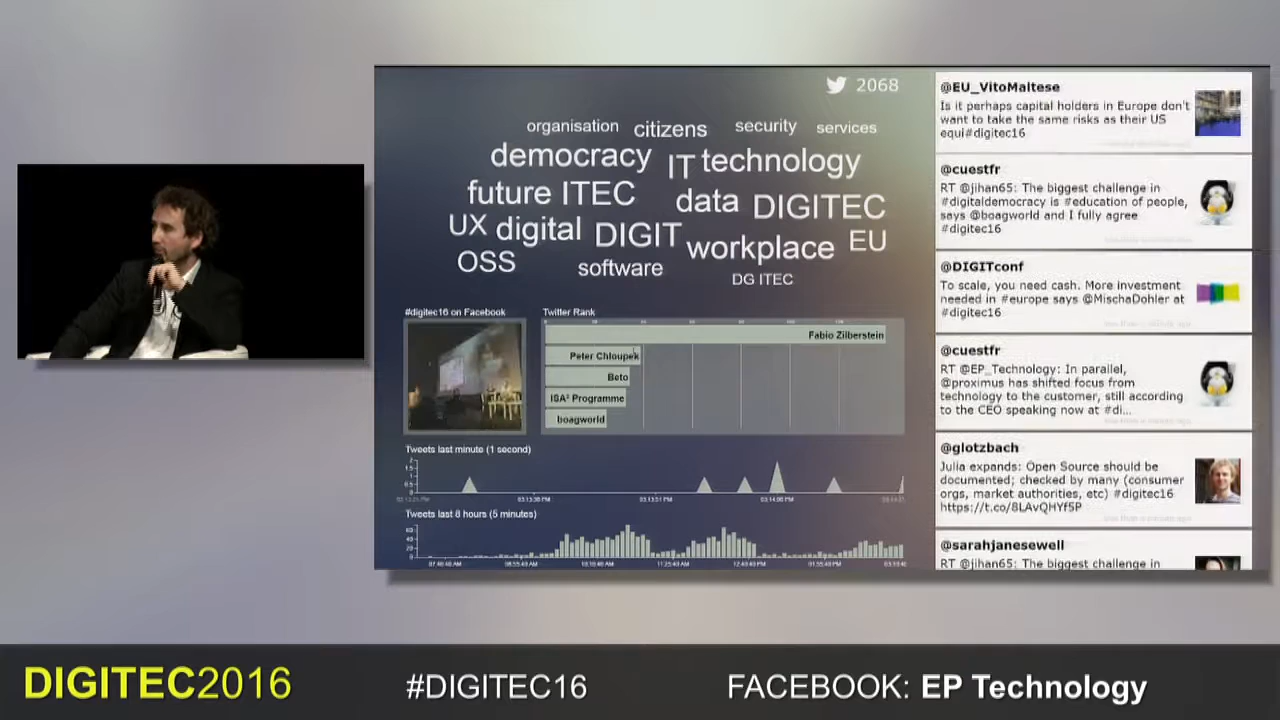 2068
organisation citizens security services
democracy IT technology
future ITEC data DIGITEC
UX digital DIGIT workplace EU
OSS software DG ITEC
#digitec16 on Facebook
Twitter Rank
Fabio Zilberstein
Peter Chloupek
Beto
ISA² Programme
boagworld
Tweets last minute (1 second)
Tweets last 8 hours (5 minutes)
@EU_VitoMaltese
Is it perhaps capital holders in Europe don't
want to take the same risks as their US
equi#digitec16
@cuestfr
RT @jihan65: The biggest challenge in
#digitaldemocracy is #education of people,
says @boagworld and I fully agree
#digitec16
@DIGITconf
To scale, you need cash. More investment
needed in #europe says @MischaDohler at
#digitec16
@cuestfr
RT @EP_Technology: In parallel,
@proximus has shifted focus from
technology to the customer, still according
to the CEO speaking now at #di...
@glotzbach
Julia expands: Open Source should be
documented; checked by many (consumer
orgs, market authorities, etc) #digitec16
https://t.co/8LAvQHYf5P
@sarahjanesewell
RT @jihan65: The biggest challenge in
DIGITEC2016
#DIGITEC16
FACEBOOK: EP Technology